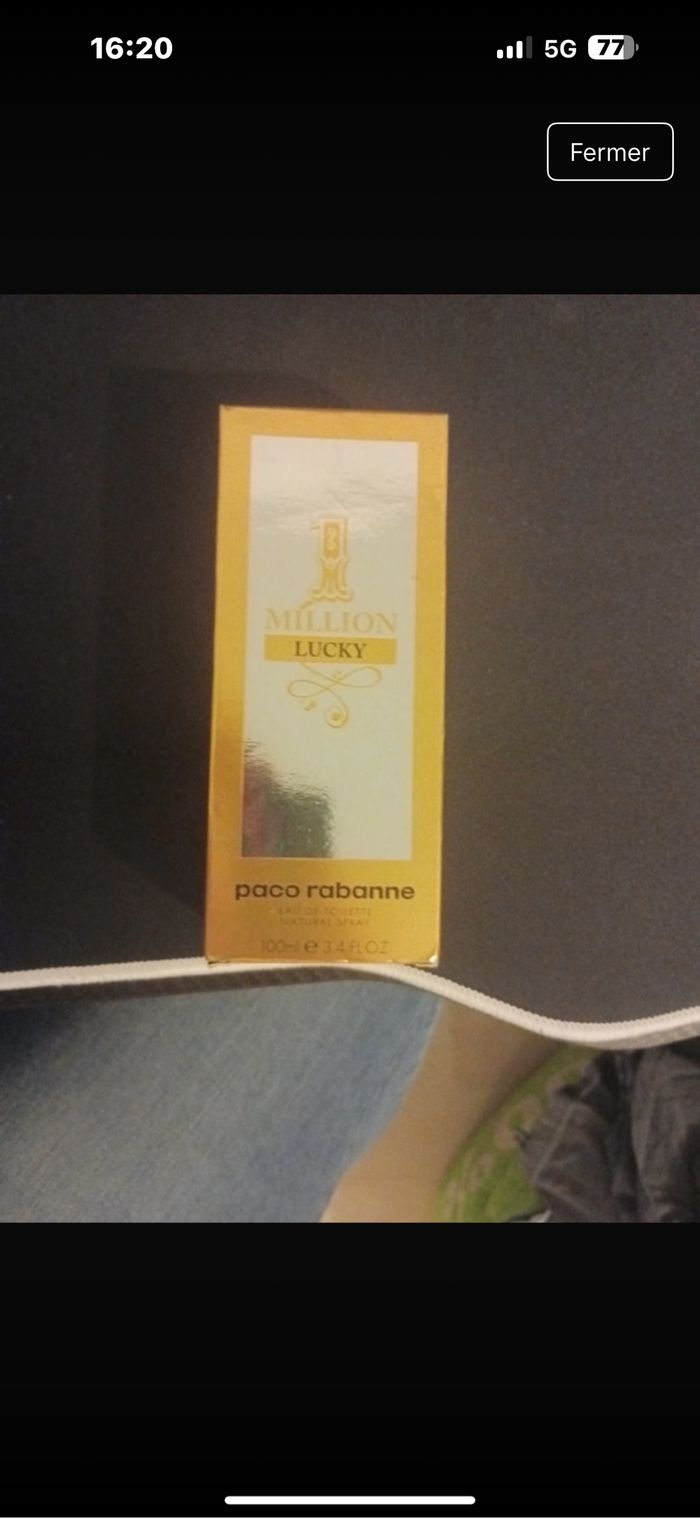 16:20
5G
77
Fermer
1
MILLION
LUCKY
paco rabanne
EAU DE TOILETTE
NATURAL SPRAY
100ml e 3.4 FL OZ